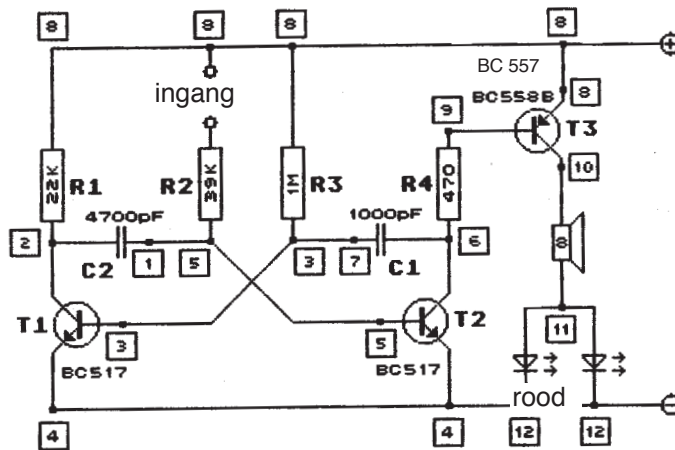 8 8 8 8
BC 557
ingang
8
BC558B
9
T3
10
22K R1 R2 39K 1M R3 R4 470
4700pF 1000pF
8
2 1 5 3 7 6
C2 C1
11
T1 T2
3 5
BC517 BC517
rood
4 4 12 12